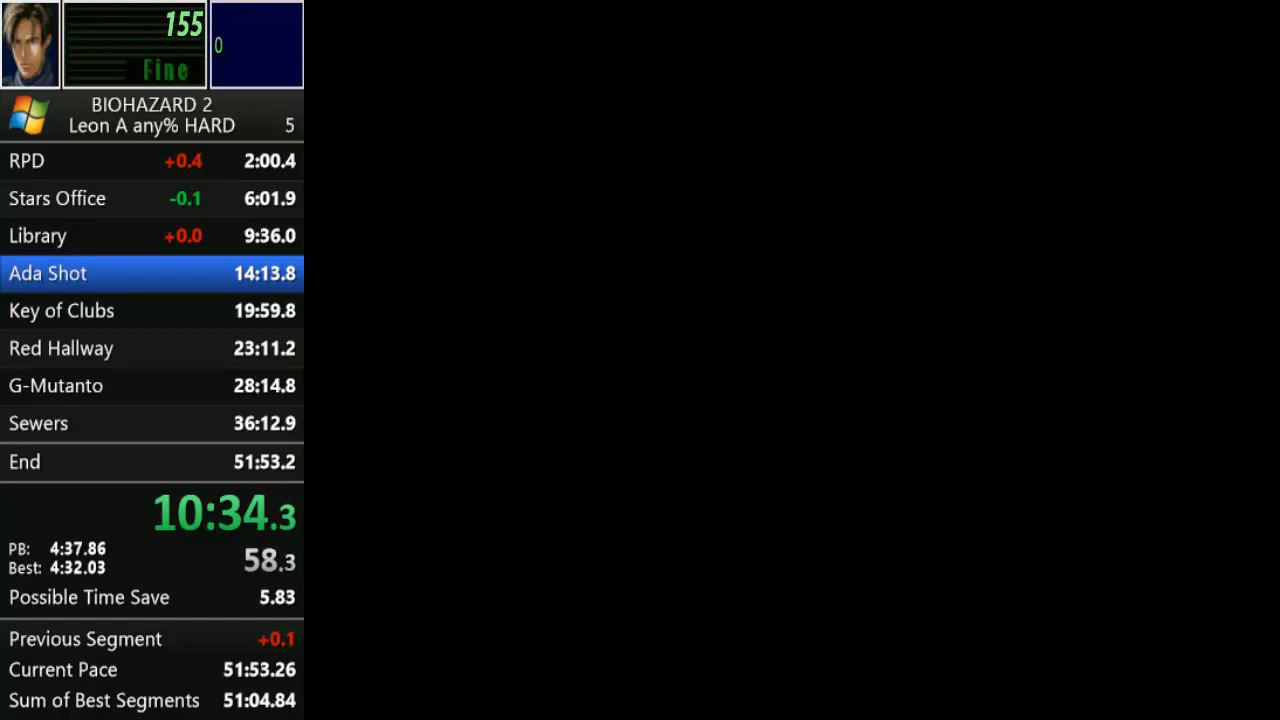 155
Fine
0
BIOHAZARD 2
Leon A any% HARD 5
RPD +0.4 2:00.4
Stars Office -0.1 6:01.9
Library +0.0 9:36.0
Ada Shot 14:13.8
Key of Clubs 19:59.8
Red Hallway 23:11.2
G-Mutanto 28:14.8
Sewers 36:12.9
End 51:53.2
10:34.3
PB: 4:37.86
Best: 4:32.03
58.3
Possible Time Save 5.83
Previous Segment +0.1
Current Pace 51:53.26
Sum of Best Segments 51:04.84